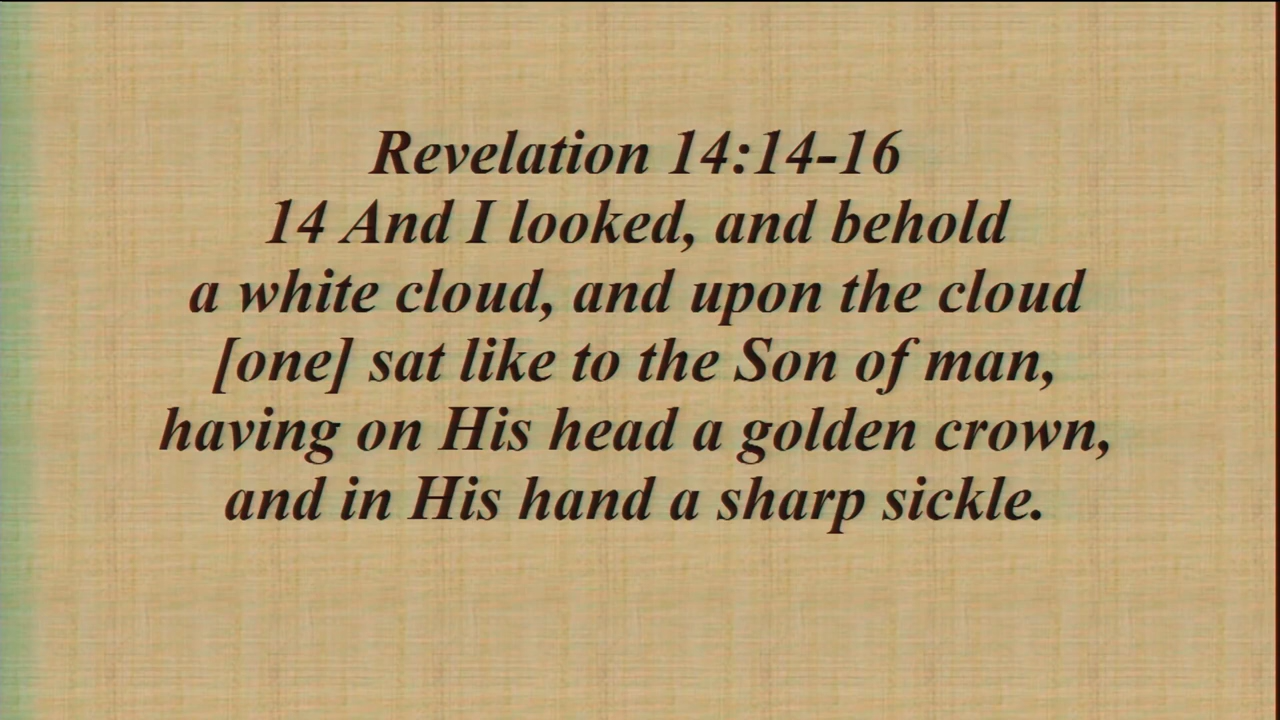 Revelation 14:14-16
14 And I looked, and behold
a white cloud, and upon the cloud
[one] sat like to the Son of man,
having on His head a golden crown,
and in His hand a sharp sickle.